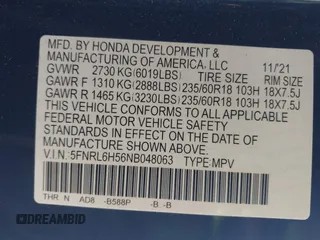 MFD. BY HONDA DEVELOPMENT &
MANUFACTURING OF AMERICA, LLC 11/21
GVWR 2730 KG(6019LBS) TIRE SIZE RIM SIZE
GAWR F 1310 KG(2888LBS) 235/60R18 103H 18X7.5J
GAWR R 1465 KG(3230LBS) 235/60R18 103H 18X7.5J
THIS VEHICLE CONFORMS TO ALL APPLICABLE
FEDERAL MOTOR VEHICLE SAFETY
STANDARDS IN EFFECT ON THE DATE OF
MANUFACTURE SHOWN ABOVE.
V.I.N:5FNRL6H56NB048063 TYPE:MPV
THR N AD8 -B588P -B.-B
© DREAMBID